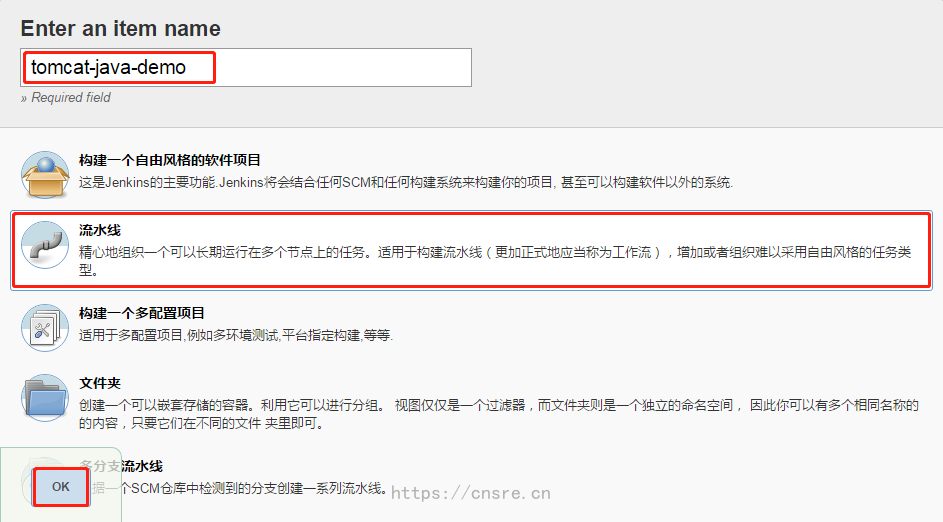 Enter an item name
tomcat-java-demo
» Required field
构建一个自由风格的软件项目
这是Jenkins的主要功能.Jenkins将会结合任何SCM和任何构建系统来构建你的项目, 甚至可以构建软件以外的系统.
流水线
精心地组织一个可以长期运行在多个节点上的任务。适用于构建流水线（更加正式地应当称为工作流），增加或者组织难以采用自由风格的任务类
型。
构建一个多配置项目
适用于多配置项目,例如多环境测试,平台指定构建,等等.
文件夹
创建一个可以嵌套存储的容器。利用它可以进行分组。 视图仅仅是一个过滤器，而文件夹则是一个独立的命名空间， 因此你可以有多个相同名称的
的内容，只要它们在不同的文件 夹里即可。
多分支流水线
据一个SCM仓库中检测到的分支创建一系列流水线。
OK
https://cnsre.cn